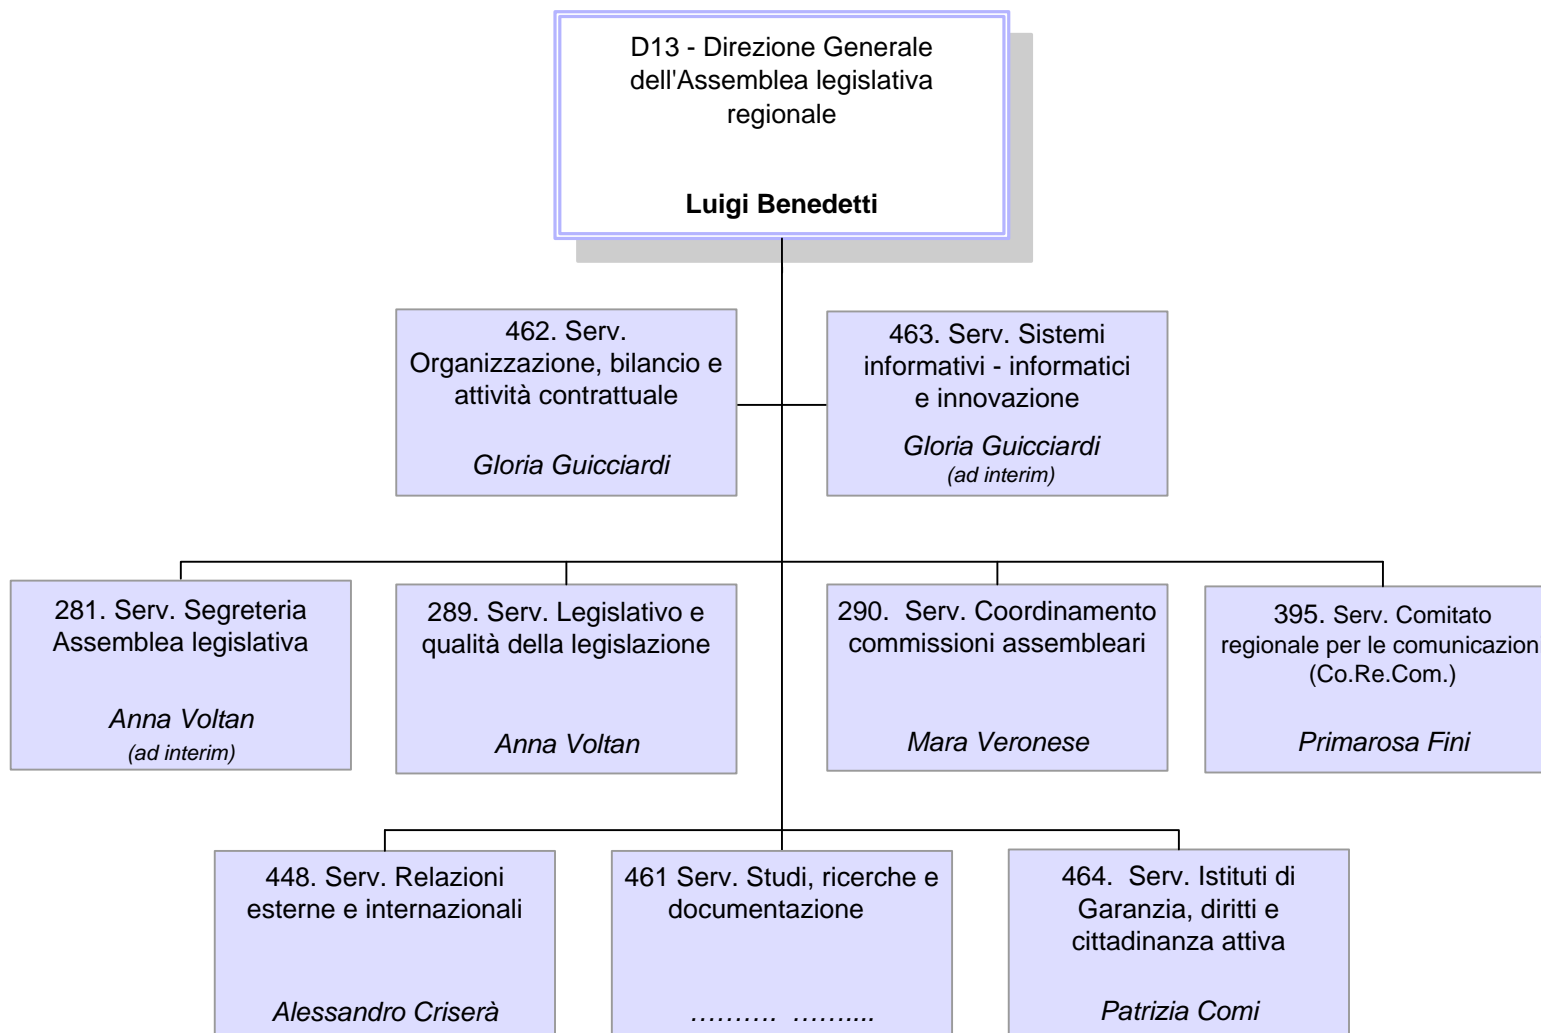 D13 - Direzione Generale
dell'Assemblea legislativa
regionale
Luigi Benedetti
462. Serv.
Organizzazione, bilancio e
attività contrattuale
Gloria Guicciardi
463. Serv. Sistemi
informativi - informatici
e innovazione
Gloria Guicciardi
(ad interim)
281. Serv. Segreteria
Assemblea legislativa
Anna Voltan
(ad interim)
289. Serv. Legislativo e
qualità della legislazione
Anna Voltan
290.  Serv. Coordinamento
commissioni assembleari
Mara Veronese
395. Serv. Comitato
regionale per le comunicazion
(Co.Re.Com.)
Primarosa Fini
448. Serv. Relazioni
esterne e internazionali
Alessandro Criserà
461 Serv. Studi, ricerche e
documentazione
………. ……....
464.  Serv. Istituti di
Garanzia, diritti e
cittadinanza attiva
Patrizia Comi